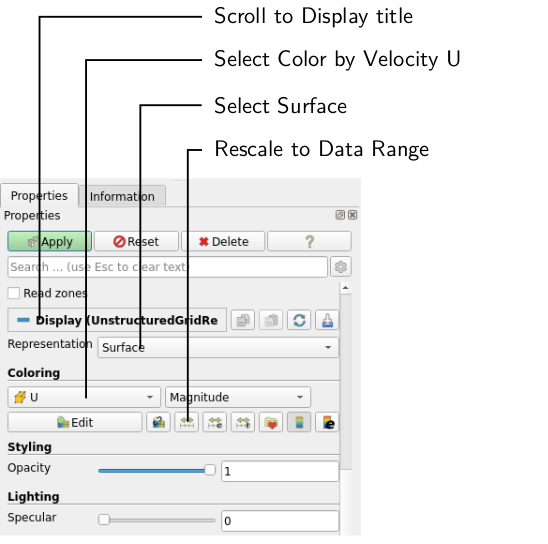 Scroll to Display title
Select Color by Velocity U
Select Surface
Rescale to Data Range
Properties Information
Properties
Apply Reset Delete ?
Search ... (use Esc to clear text)
Read zones
Display (UnstructuredGridRe
Representation Surface
Coloring
U Magnitude
Edit
Styling
Opacity 1
Lighting
Specular 0